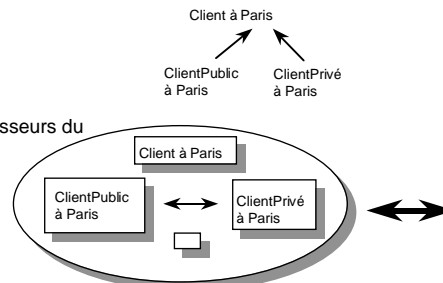 Client à Paris
ClientPublic
à Paris
ClientPrivé
à Paris
sseurs du
Client à Paris
ClientPublic
à Paris
ClientPrivé
à Paris